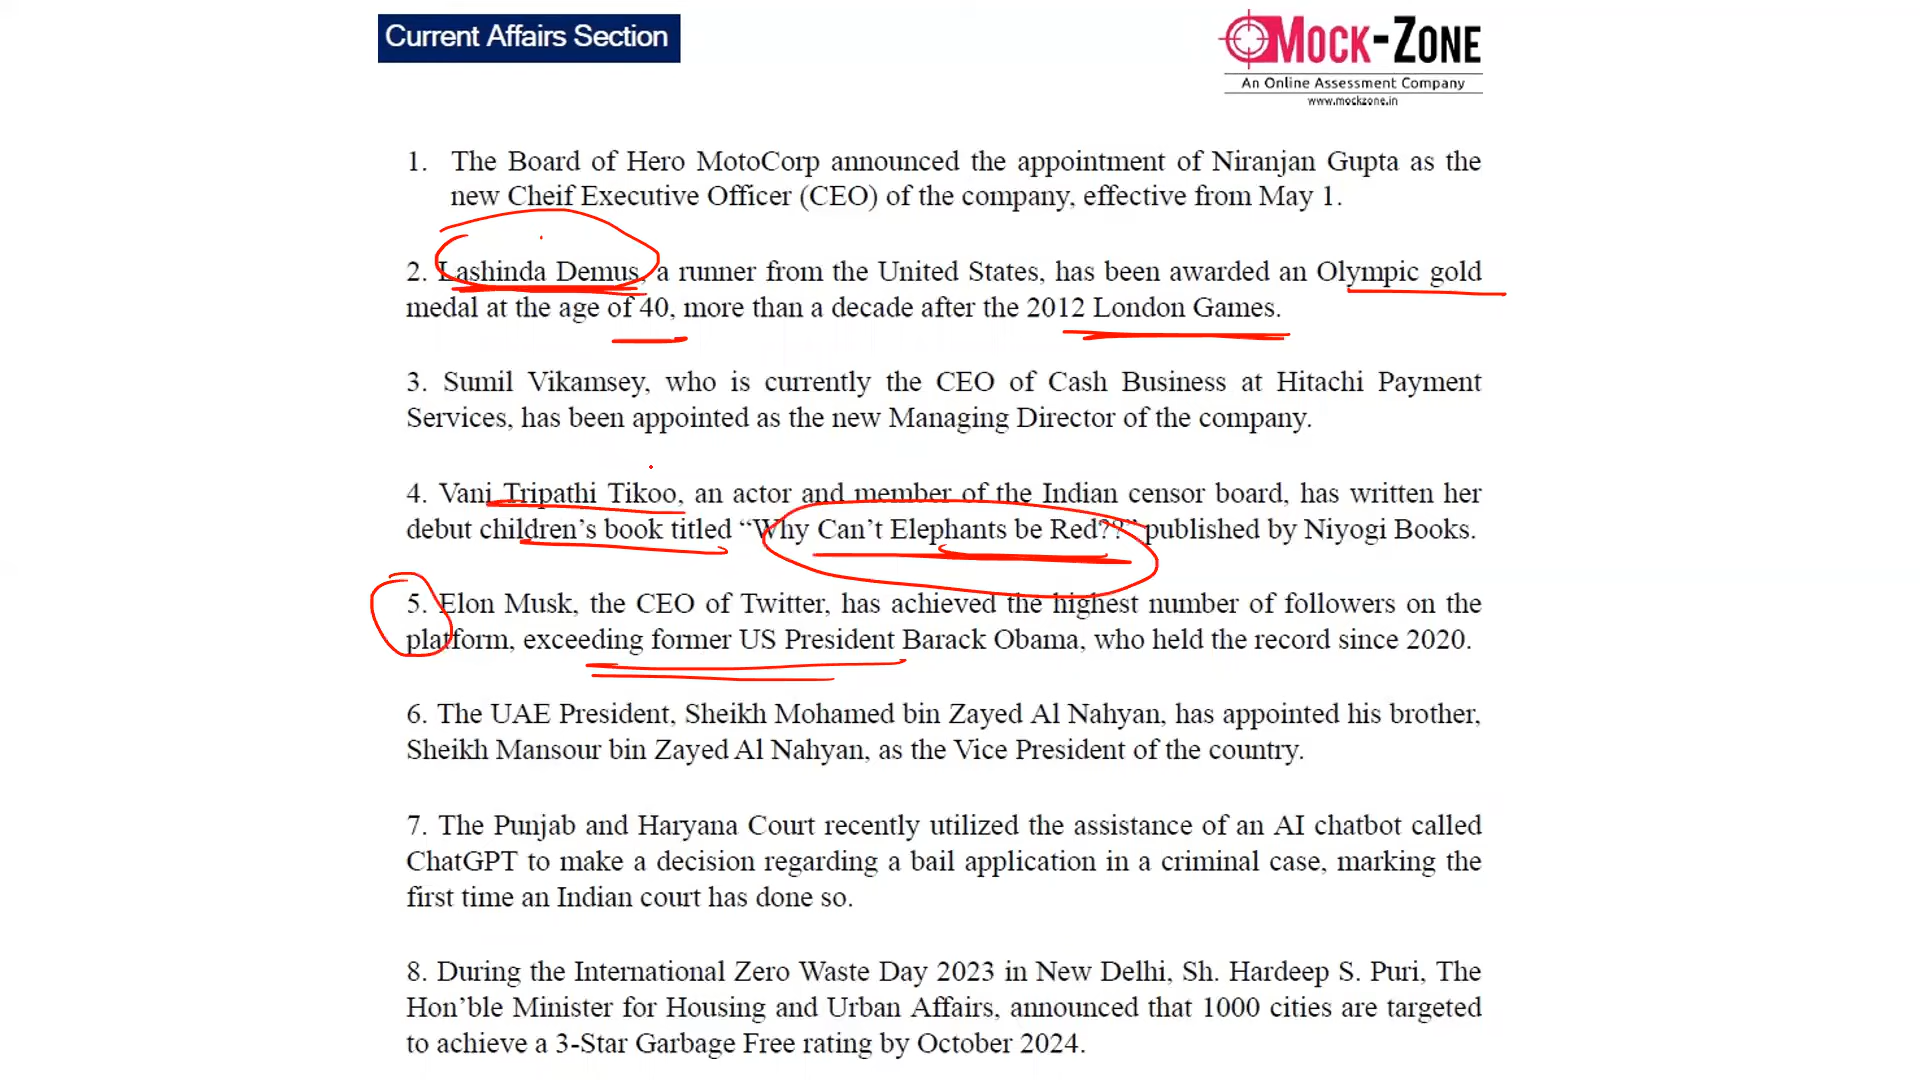 Current Affairs Section
MOCK-ZONE
An Online Assessment Company
www.mockzone.in
1. The Board of Hero MotoCorp announced the appointment of Niranjan Gupta as the
new Cheif Executive Officer (CEO) of the company, effective from May 1.
2. Lashinda Demus, a runner from the United States, has been awarded an Olympic gold
medal at the age of 40, more than a decade after the 2012 London Games.
3. Sumil Vikamsey, who is currently the CEO of Cash Business at Hitachi Payment
Services, has been appointed as the new Managing Director of the company.
4. Vani Tripathi Tikoo, an actor and member of the Indian censor board, has written her
debut children's book titled “Why Can't Elephants be Red??” published by Niyogi Books.
5. Elon Musk, the CEO of Twitter, has achieved the highest number of followers on the
platform, exceeding former US President Barack Obama, who held the record since 2020.
6. The UAE President, Sheikh Mohamed bin Zayed Al Nahyan, has appointed his brother,
Sheikh Mansour bin Zayed Al Nahyan, as the Vice President of the country.
7. The Punjab and Haryana Court recently utilized the assistance of an AI chatbot called
ChatGPT to make a decision regarding a bail application in a criminal case, marking the
first time an Indian court has done so.
8. During the International Zero Waste Day 2023 in New Delhi, Sh. Hardeep S. Puri, The
Hon'ble Minister for Housing and Urban Affairs, announced that 1000 cities are targeted
to achieve a 3-Star Garbage Free rating by October 2024.